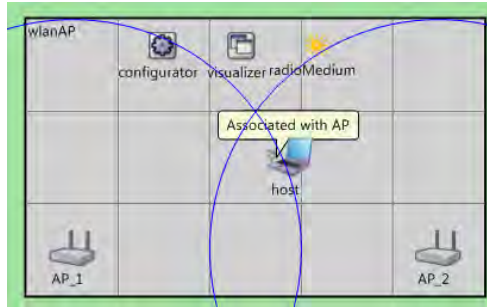 wlanAP
configurator visualizer radioMedium
Associated with AP
host
AP_1 AP_2